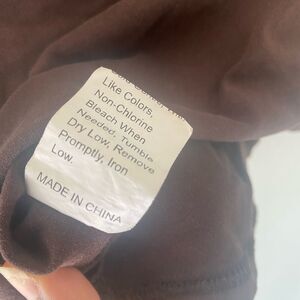 Like Colors,
Non-Chlorine
Bleach When
Needed, Tumble
Dry Low, Remove
Promptly, Iron
Low.
MADE IN CHINA